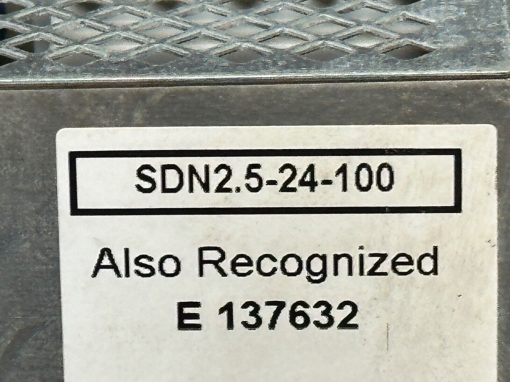 SDN2.5-24-100
Also Recognized
E 137632